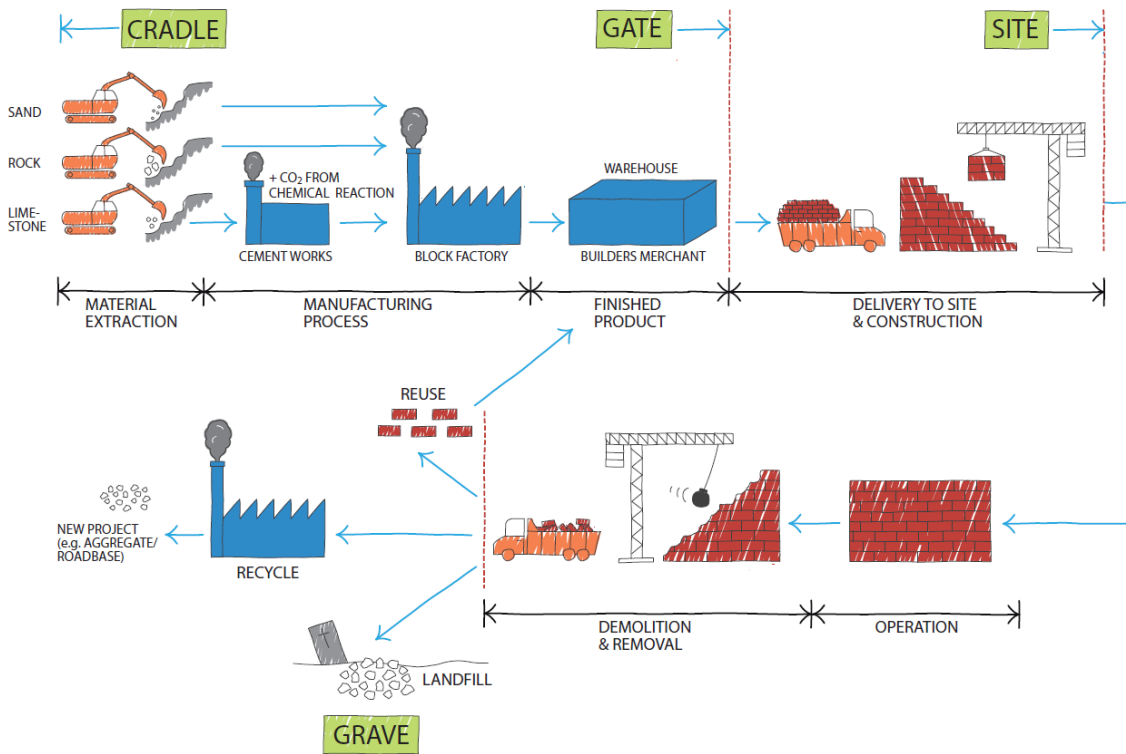 CRADLE
GATE
SITE
SAND
ROCK
LIME-
STONE
+ CO₂ FROM
CHEMICAL REACTION
WAREHOUSE
CEMENT WORKS
BLOCK FACTORY
BUILDERS MERCHANT
MATERIAL
EXTRACTION
MANUFACTURING
PROCESS
FINISHED
PRODUCT
DELIVERY TO SITE
& CONSTRUCTION
REUSE
NEW PROJECT
(e.g. AGGREGATE/
ROADBASE)
RECYCLE
DEMOLITION
& REMOVAL
OPERATION
LANDFILL
GRAVE